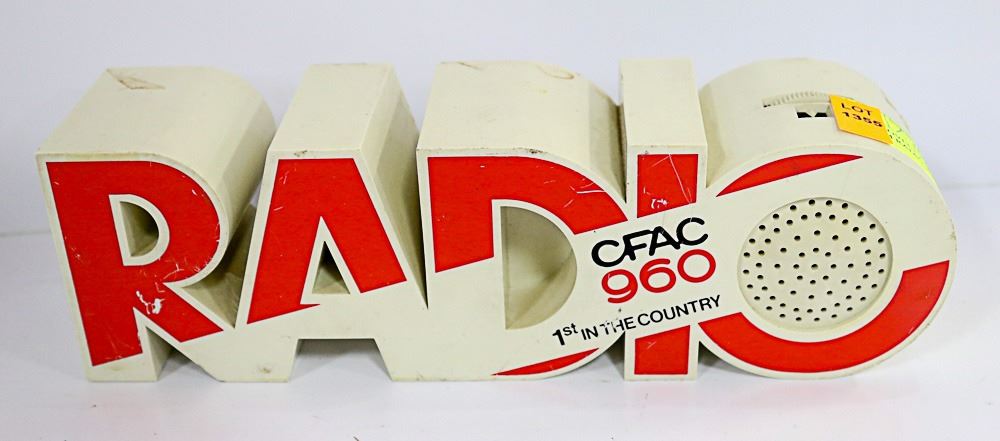 RADIO
CFAC
960
1st IN THE COUNTRY
LOT
1355